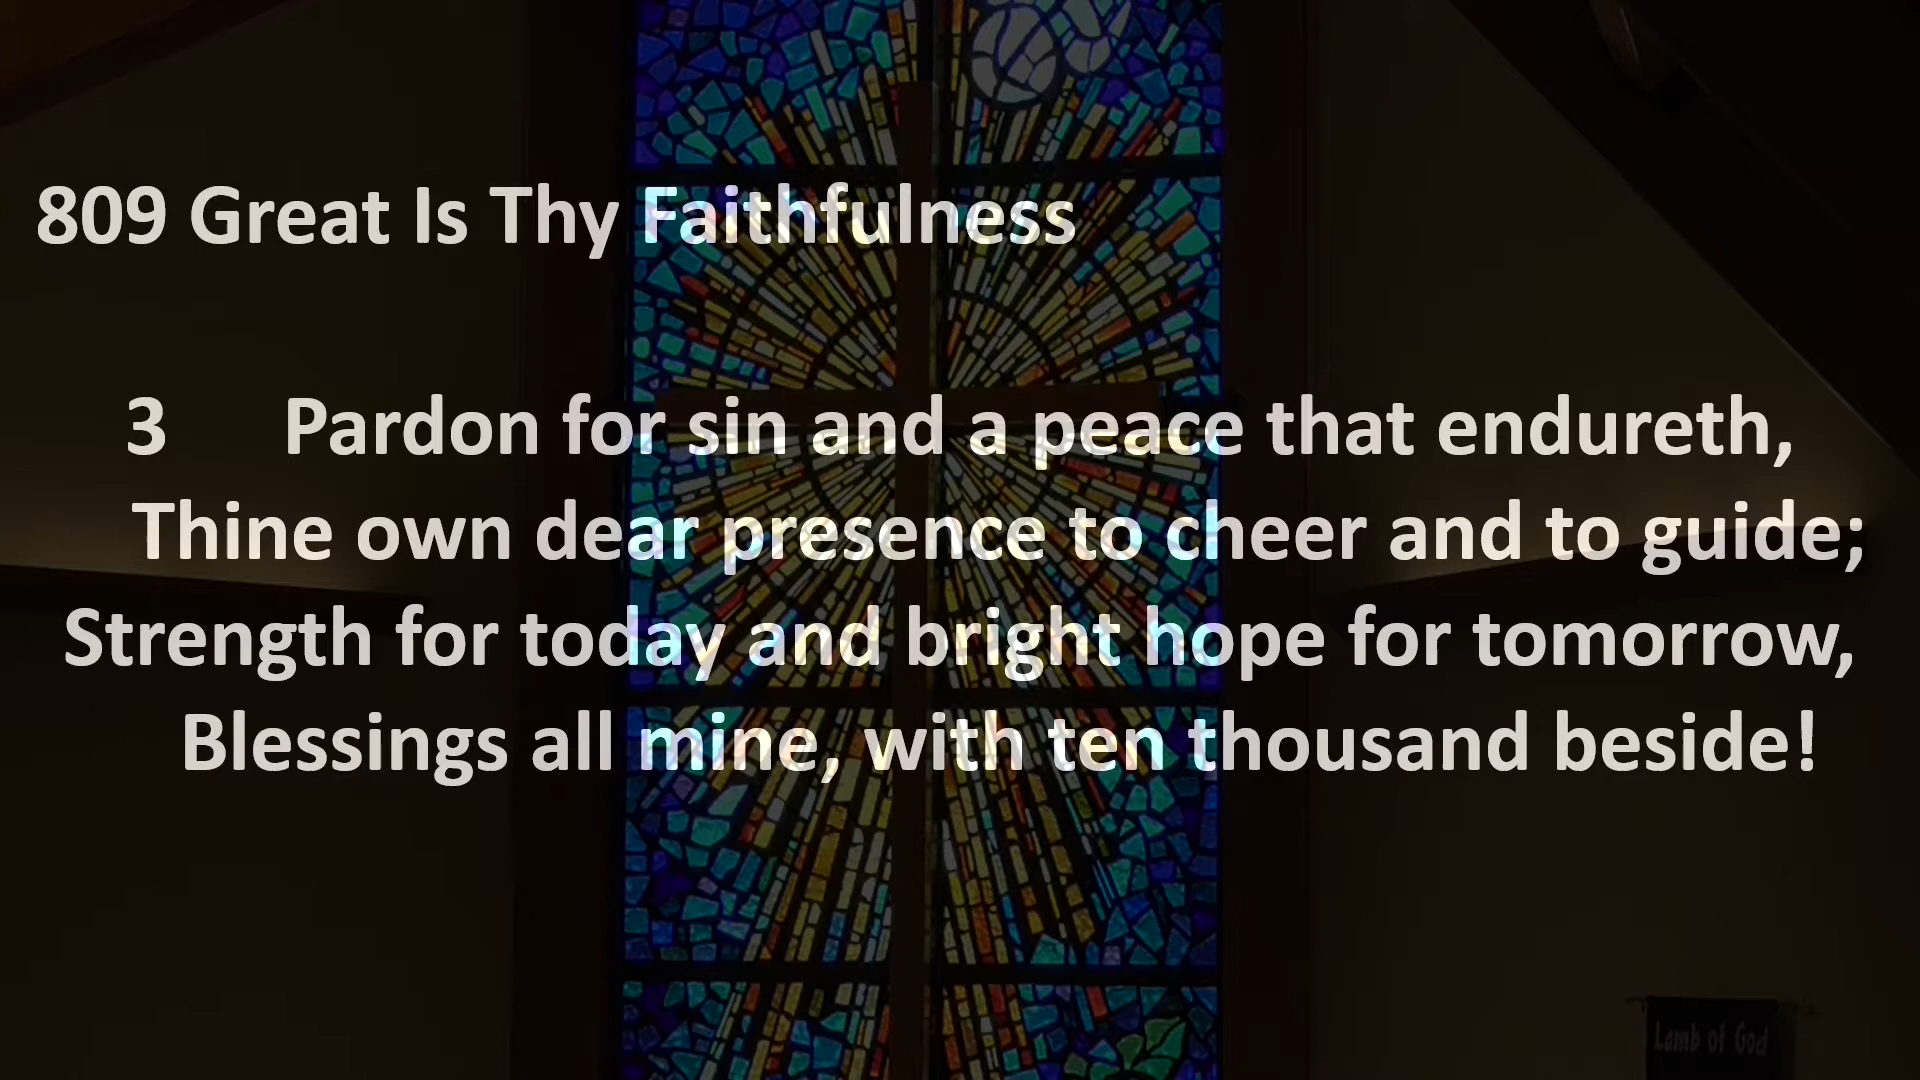 809 Great Is Thy Faithfulness
3 Pardon for sin and a peace that endureth,
Thine own dear presence to cheer and to guide;
Strength for today and bright hope for tomorrow,
Blessings all mine, with ten thousand beside!
Lamb of God